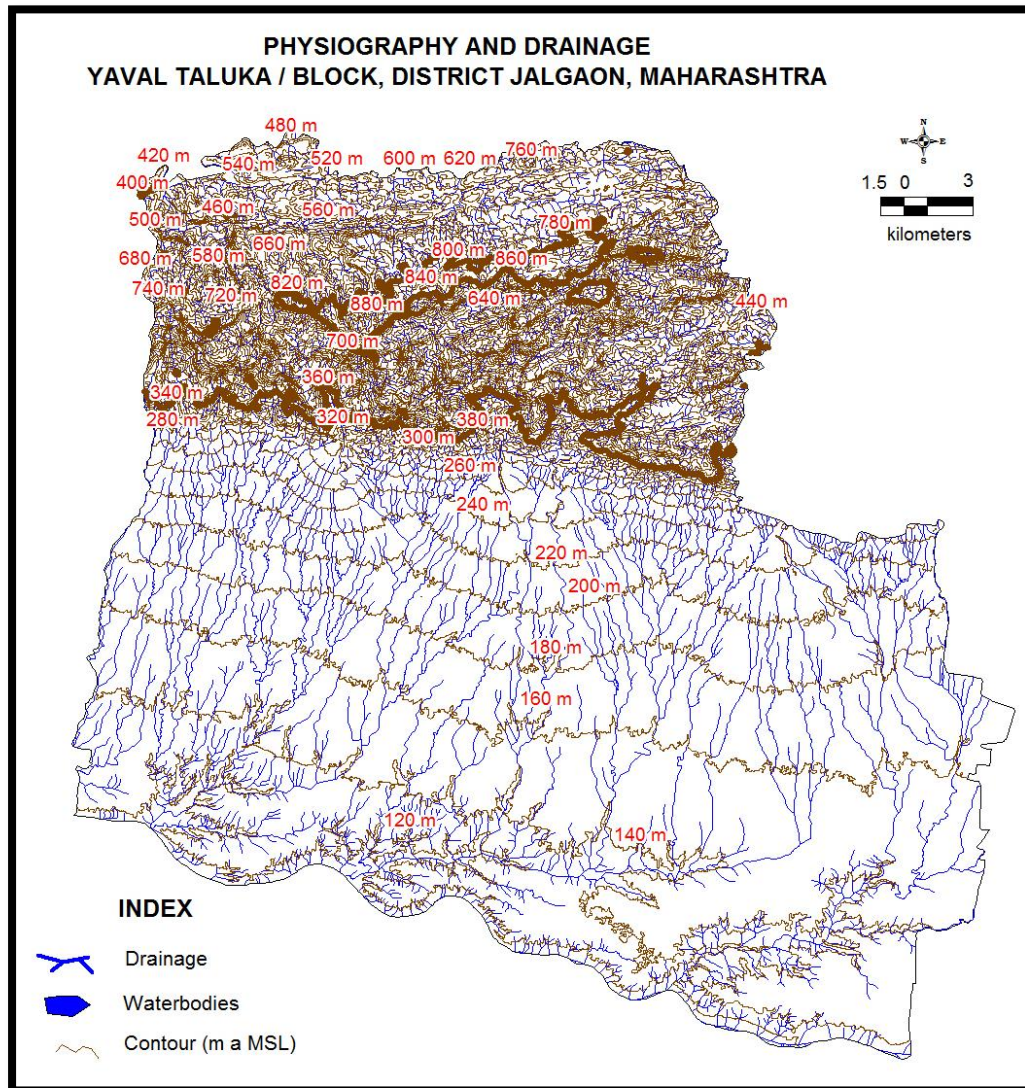 PHYSIOGRAPHY AND DRAINAGE
YAVAL TALUKA / BLOCK, DISTRICT JALGAON, MAHARASHTRA
N
W E
S
1.5 0 3
kilometers
480 m
420 m
540 m
520 m
600 m
620 m
760 m
400 m
460 m
560 m
500 m
780 m
660 m
800 m
680 m
580 m
860 m
820 m
840 m
740 m
720 m
880 m
640 m
440 m
700 m
360 m
340 m
320 m
380 m
280 m
300 m
260 m
240 m
220 m
200 m
180 m
160 m
120 m
140 m
INDEX
Drainage
Waterbodies
Contour (m a MSL)